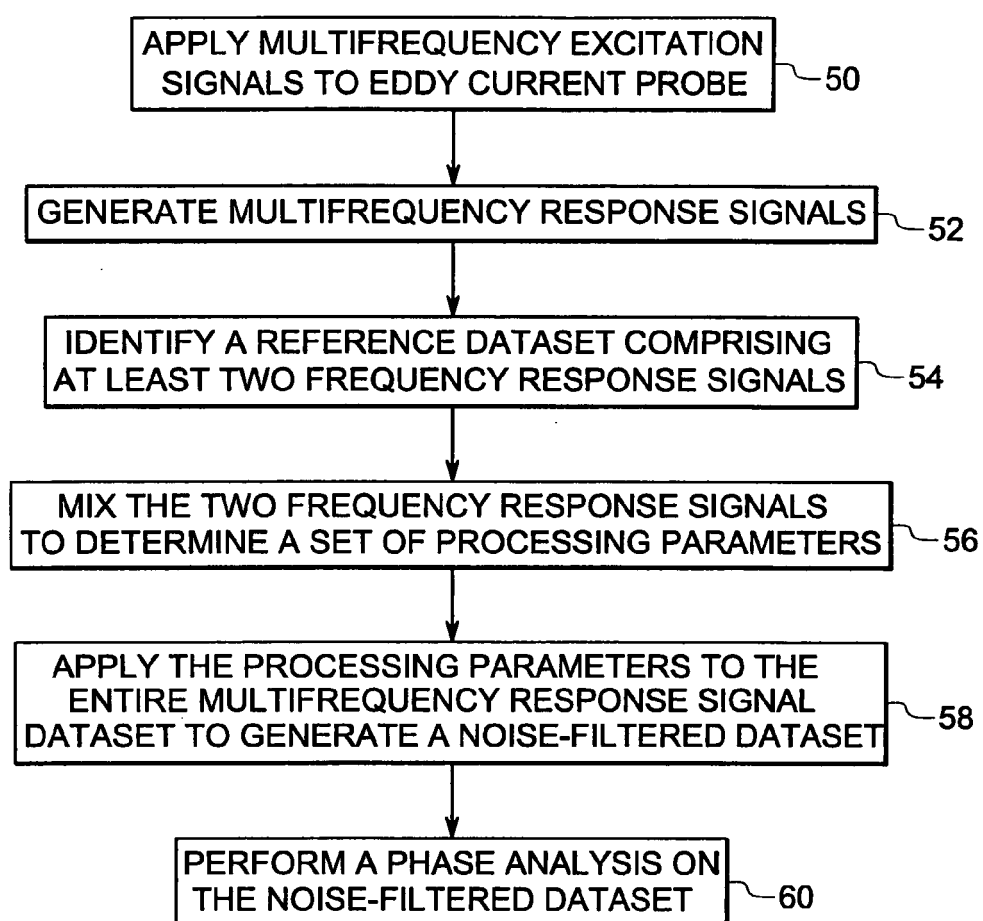 APPLY MULTIFREQUENCY EXCITATION
SIGNALS TO EDDY CURRENT PROBE
50
GENERATE MULTIFREQUENCY RESPONSE SIGNALS
52
IDENTIFY A REFERENCE DATASET COMPRISING
AT LEAST TWO FREQUENCY RESPONSE SIGNALS
54
MIX THE TWO FREQUENCY RESPONSE SIGNALS
TO DETERMINE A SET OF PROCESSING PARAMETERS
56
APPLY THE PROCESSING PARAMETERS TO THE
ENTIRE MULTIFREQUENCY RESPONSE SIGNAL
DATASET TO GENERATE A NOISE-FILTERED DATASET
58
PERFORM A PHASE ANALYSIS ON
THE NOISE-FILTERED DATASET
60